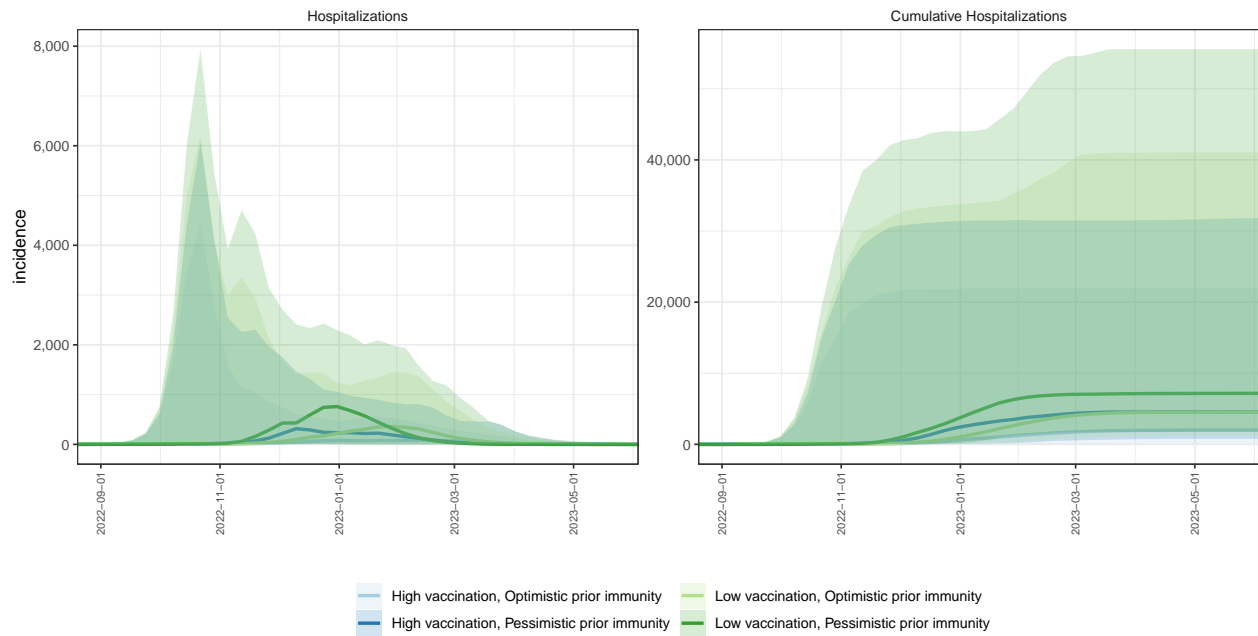 Hospitalizations
Cumulative Hospitalizations
incidence
8,000
6,000
4,000
2,000
0
2022−09−01
2022−11−01
2023−01−01
2023−03−01
2023−05−01
40,000
20,000
0
2022−09−01
2022−11−01
2023−01−01
2023−03−01
2023−05−01
High vaccination, Optimistic prior immunity
Low vaccination, Optimistic prior immunity
High vaccination, Pessimistic prior immunity
Low vaccination, Pessimistic prior immunity